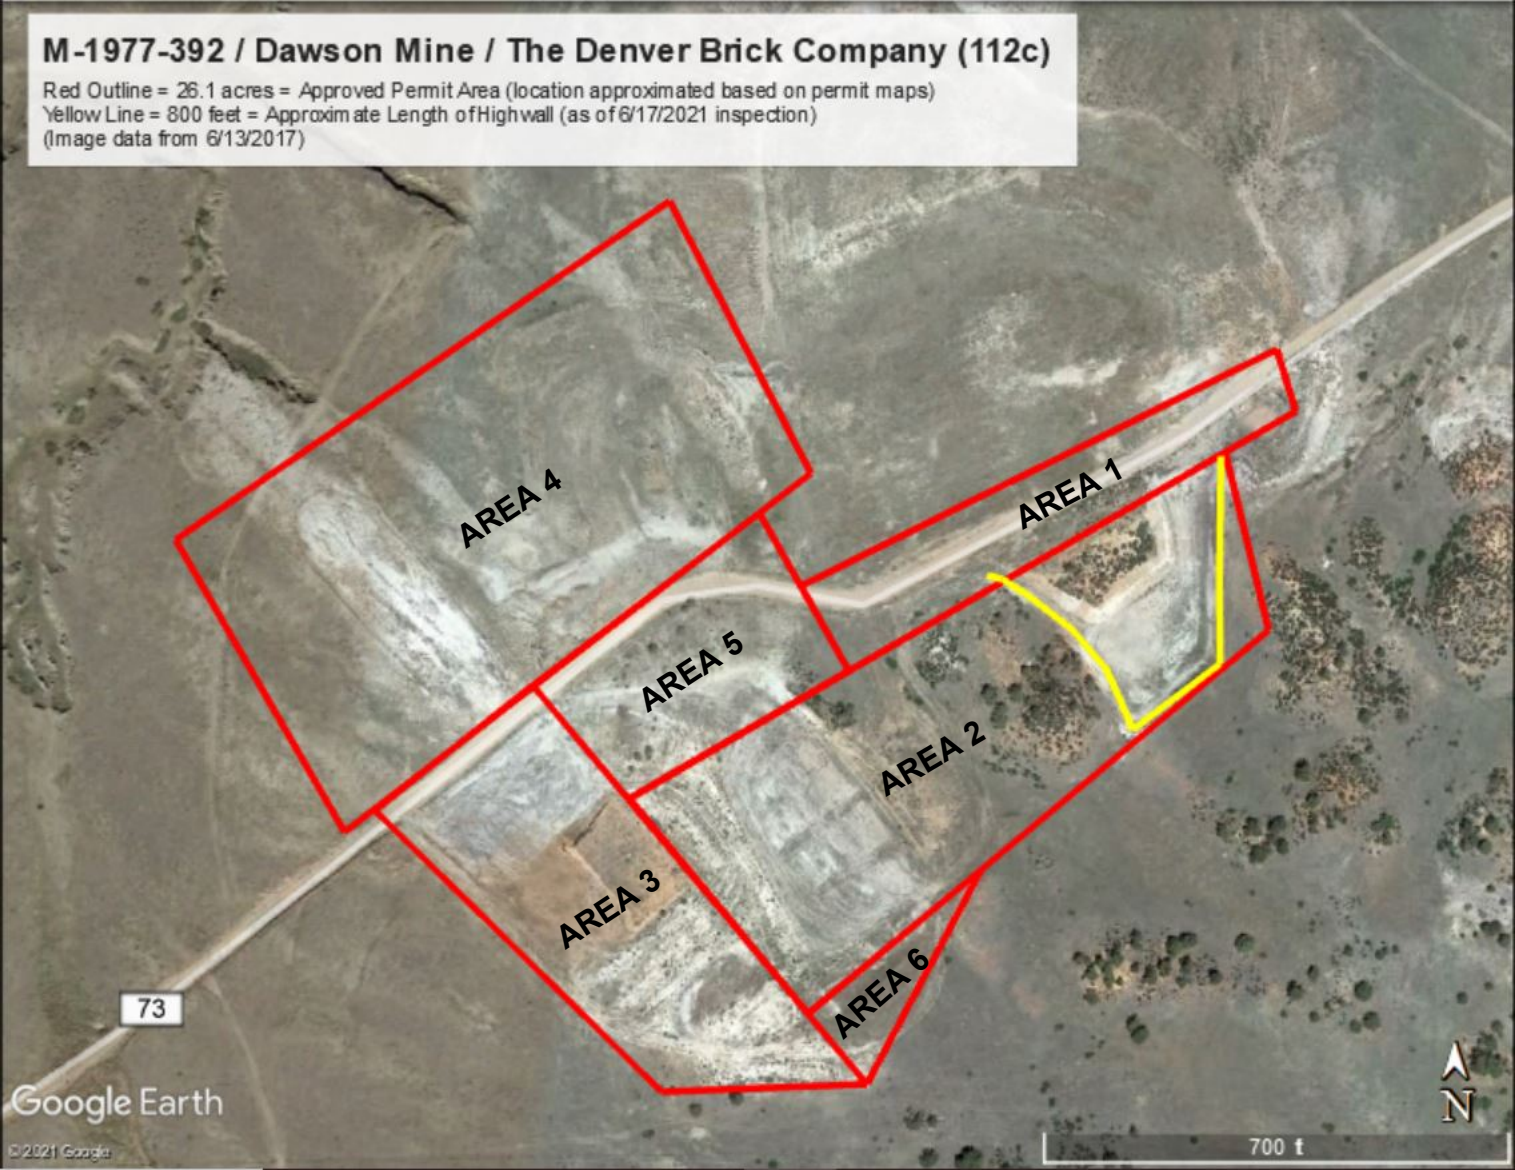 M-1977-392 / Dawson Mine / The Denver Brick Company (112c)
Red Outline = 26.1 acres = Approved Permit Area (location approximated based on permit maps)
Yellow Line = 800 feet = Approximate Length of Highwall (as of 6/17/2021 inspection)
(Image data from 6/13/2017)
AREA 4
AREA 1
AREA 5
AREA 2
AREA 3
AREA 6
73
N
Google Earth
© 2021 Google
700 ft